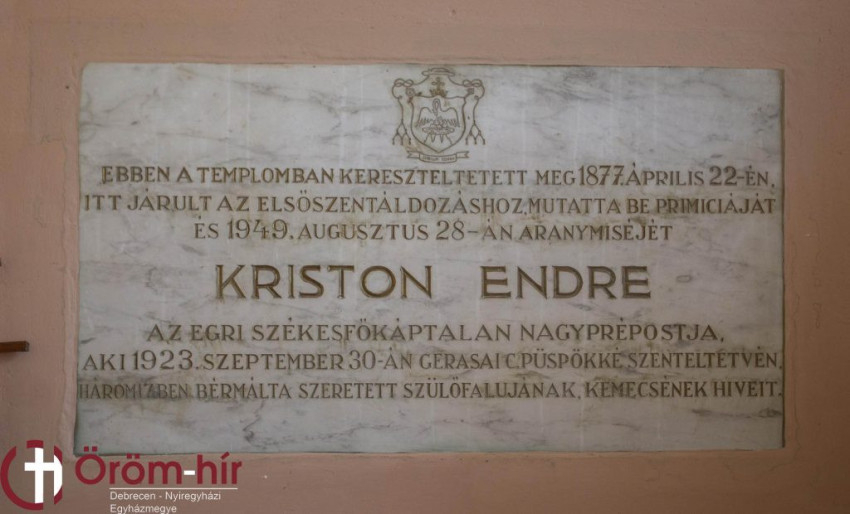 EBBEN A TEMPLOMBAN KERESZTELTETETT MEG 1877. ÁPRILIS 22-ÉN,
ITT JÁRULT AZ ELSŐSZENTÁLDOZÁSHOZ, MUTATTA BE PRIMICIÁJÁT
ÉS 1949. AUGUSZTUS 28-ÁN ARANYMISÉJÉT
KRISTON ENDRE
AZ EGRI SZÉKESFŐKÁPTALAN NAGYPRÉPOSTJA,
AKI 1923. SZEPTEMBER 30-ÁN GERASAI C. PÜSPÖKKÉ SZENTELTETVÉN,
HÁROMIZBEN BÉRMÁLTA SZERETETT SZÜLŐFALUJÁNAK, KEMECSÉNEK HIVEIT.
Öröm-hír
Debrecen - Nyíregyházi
Egyházmegye